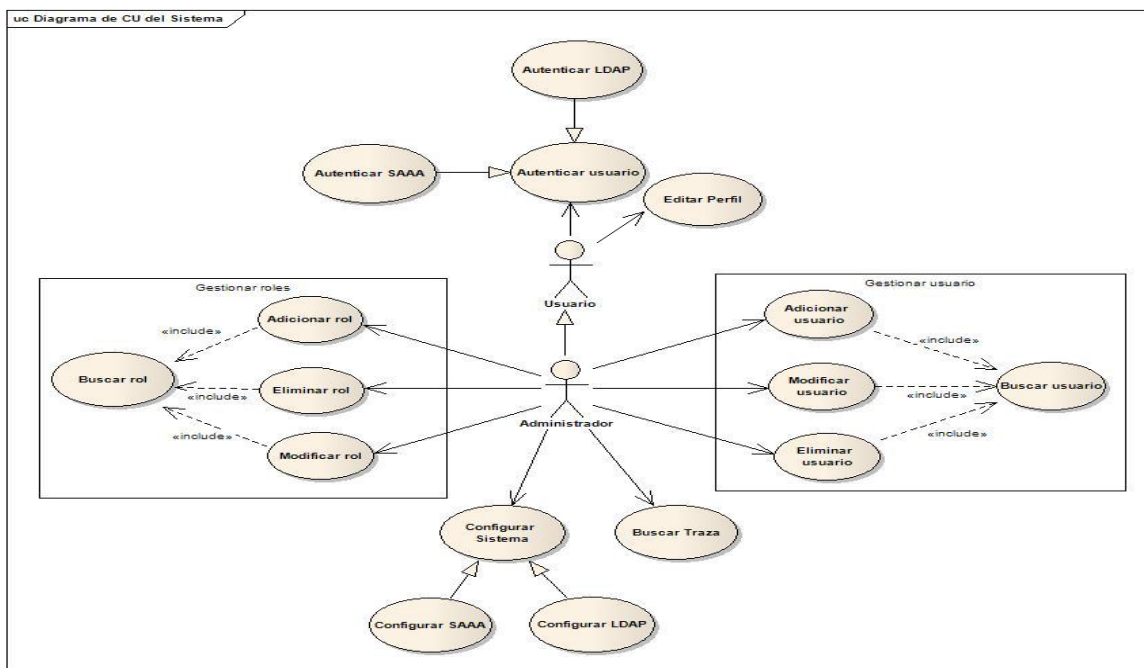 uc Diagrama de CU del Sistema
Autenticar LDAP
Autenticar SAAA
Autenticar usuario
Editar Perfil
Usuario
Gestionar roles
Adicionar rol
«include»
Buscar rol
Eliminar rol
«include»
«include»
Modificar rol
Administrador
Gestionar usuario
Adicionar
usuario
«include»
Modificar
usuario
Buscar usuario
«include»
«include»
Eliminar
usuario
Configurar
Sistema
Buscar Traza
Configurar SAAA
Configurar LDAP